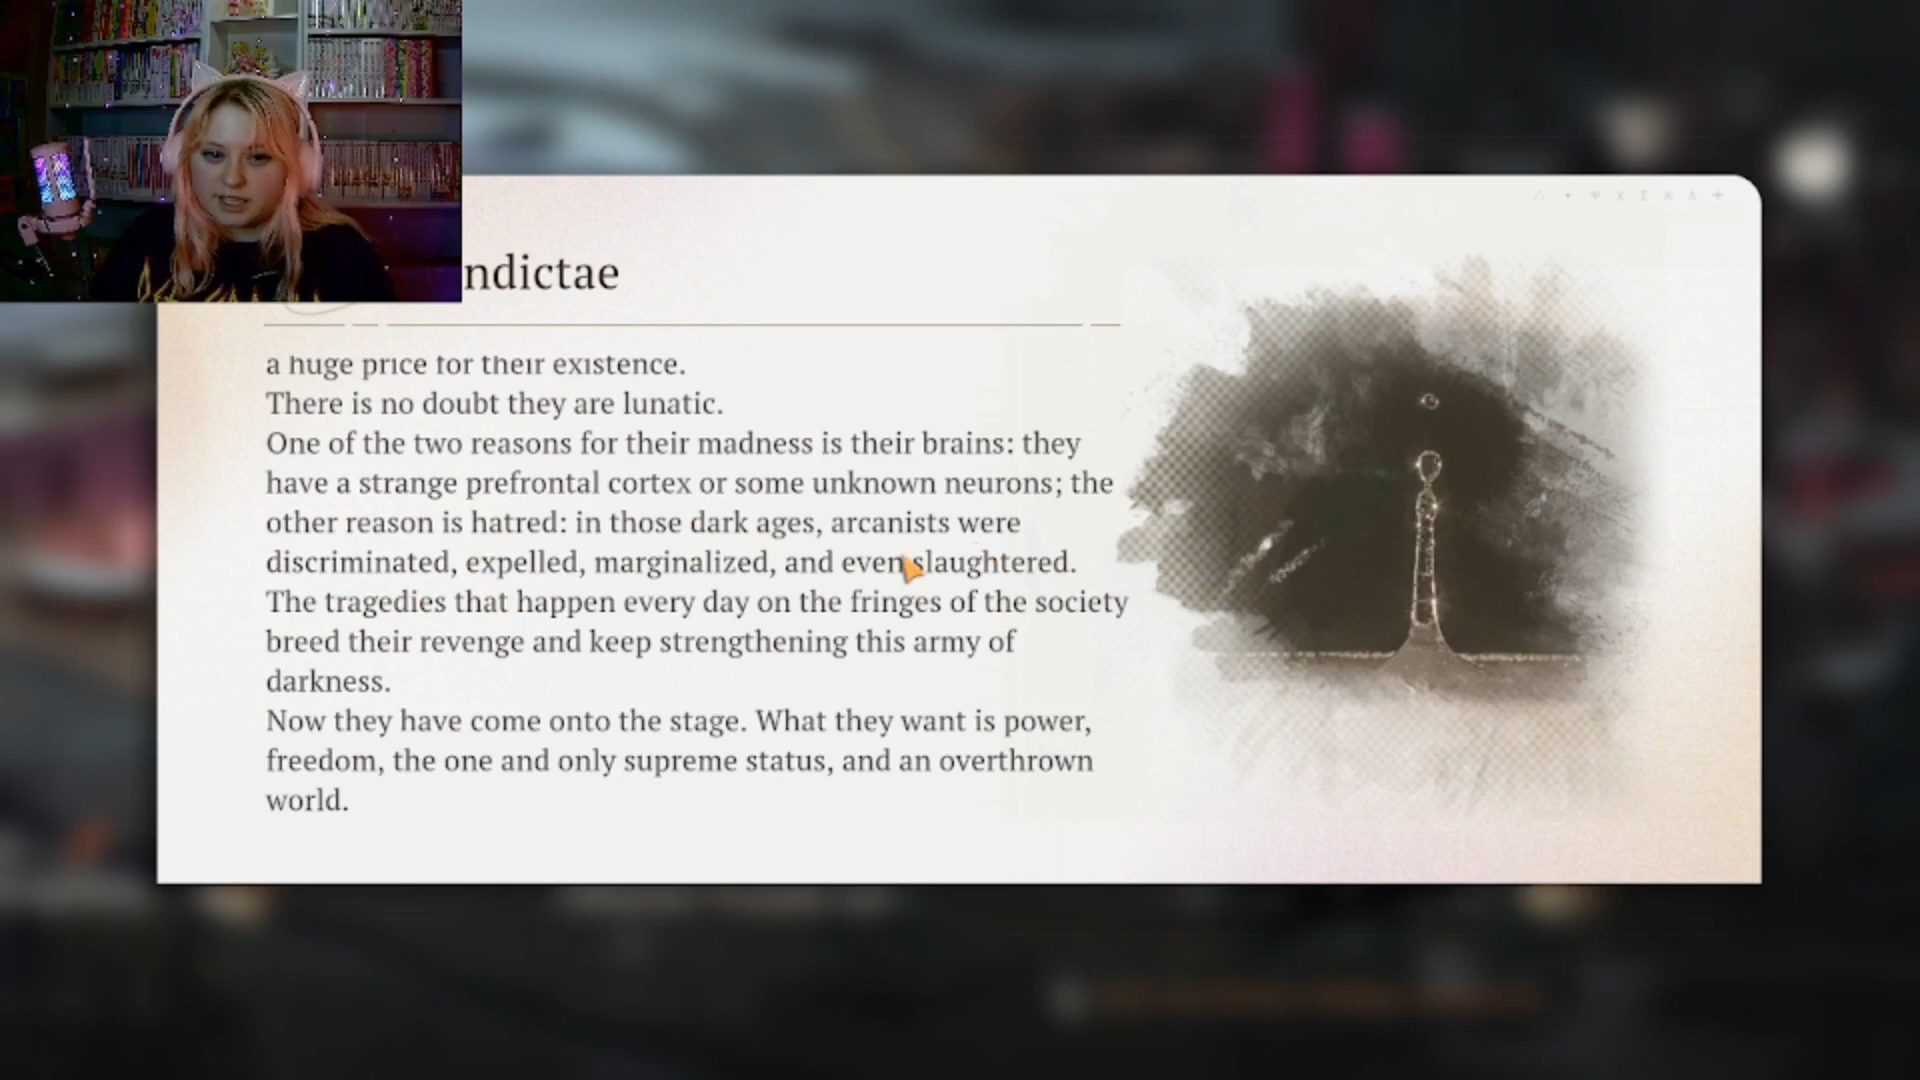 ndictae
a huge price for their existence.
There is no doubt they are lunatic.
One of the two reasons for their madness is their brains: they
have a strange prefrontal cortex or some unknown neurons; the
other reason is hatred: in those dark ages, arcanists were
discriminated, expelled, marginalized, and even slaughtered.
The tragedies that happen every day on the fringes of the society
breed their revenge and keep strengthening this army of
darkness.
Now they have come onto the stage. What they want is power,
freedom, the one and only supreme status, and an overthrown
world.